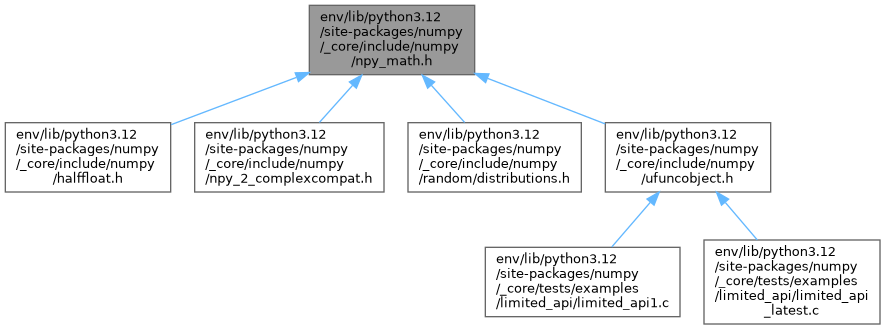 env/lib/python3.12
/site-packages/numpy
/_core/include/numpy
/npy_math.h
env/lib/python3.12
/site-packages/numpy
/_core/include/numpy
/halffloat.h
env/lib/python3.12
/site-packages/numpy
/_core/include/numpy
/npy_2_complexcompat.h
env/lib/python3.12
/site-packages/numpy
/_core/include/numpy
/random/distributions.h
env/lib/python3.12
/site-packages/numpy
/_core/include/numpy
/ufuncobject.h
env/lib/python3.12
/site-packages/numpy
/_core/tests/examples
/limited_api/limited_api1.c
env/lib/python3.12
/site-packages/numpy
/_core/tests/examples
/limited_api/limited_api
_latest.c